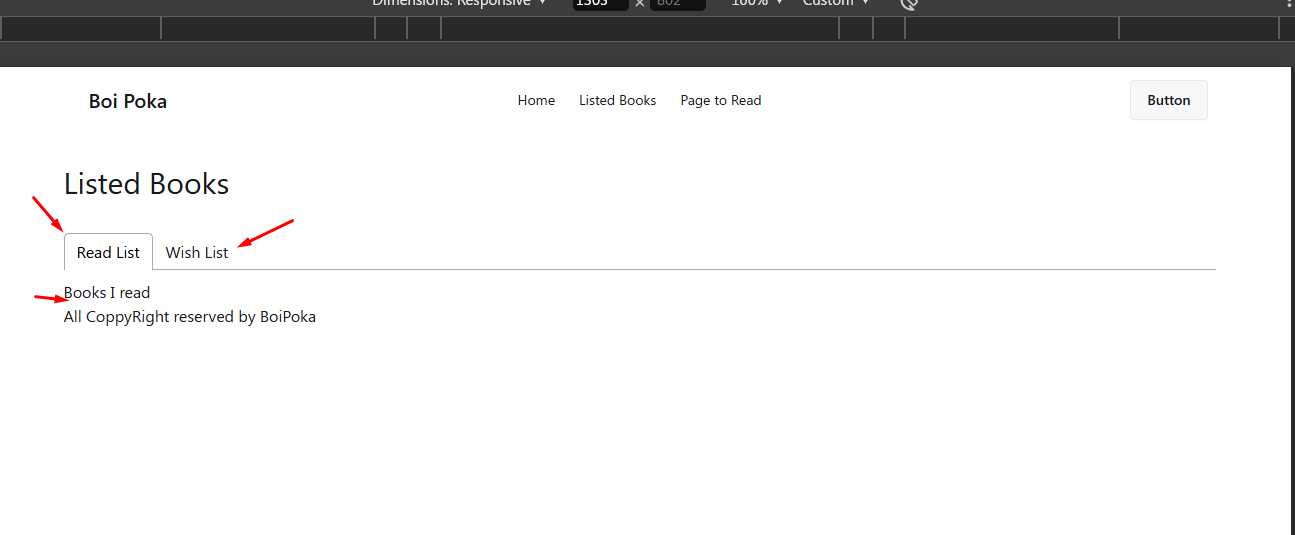 Dimensions: Responsive 1303 × 802 100% Custom
Boi Poka Home Listed Books Page to Read Button
Listed Books
Read List Wish List
Books I read
All CoppyRight reserved by BoiPoka